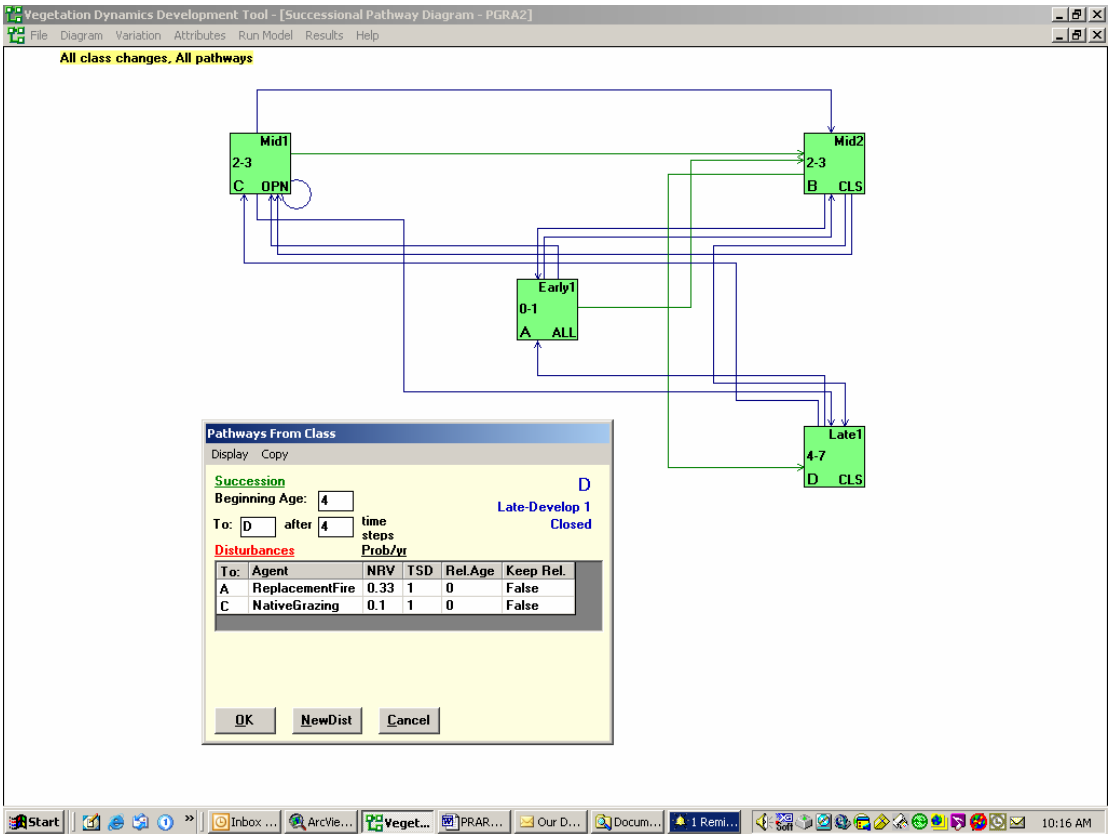 Vegetation Dynamics Development Tool - [Successional Pathway Diagram - PGRA2]
File Diagram Variation Attributes Run Model Results Help
All class changes, All pathways
Mid1
2-3
C OPN
Mid2
2-3
B CLS
Early1
0-1
A ALL
Late1
4-7
D CLS
Pathways From Class
Display Copy
Succession
D
Beginning Age: 4
Late-Develop 1
To: D after 4 time steps
Closed
Disturbances Prob/yr
To: Agent NRV TSD Rel.Age Keep Rel.
A ReplacementFire 0.33 1 0 False
C NativeGrazing 0.1 1 0 False
OK NewDist Cancel
Start » Inbox ... ArcVie... Veget... PRAR... Our D... Docum... 1 Remi... 10:16 AM